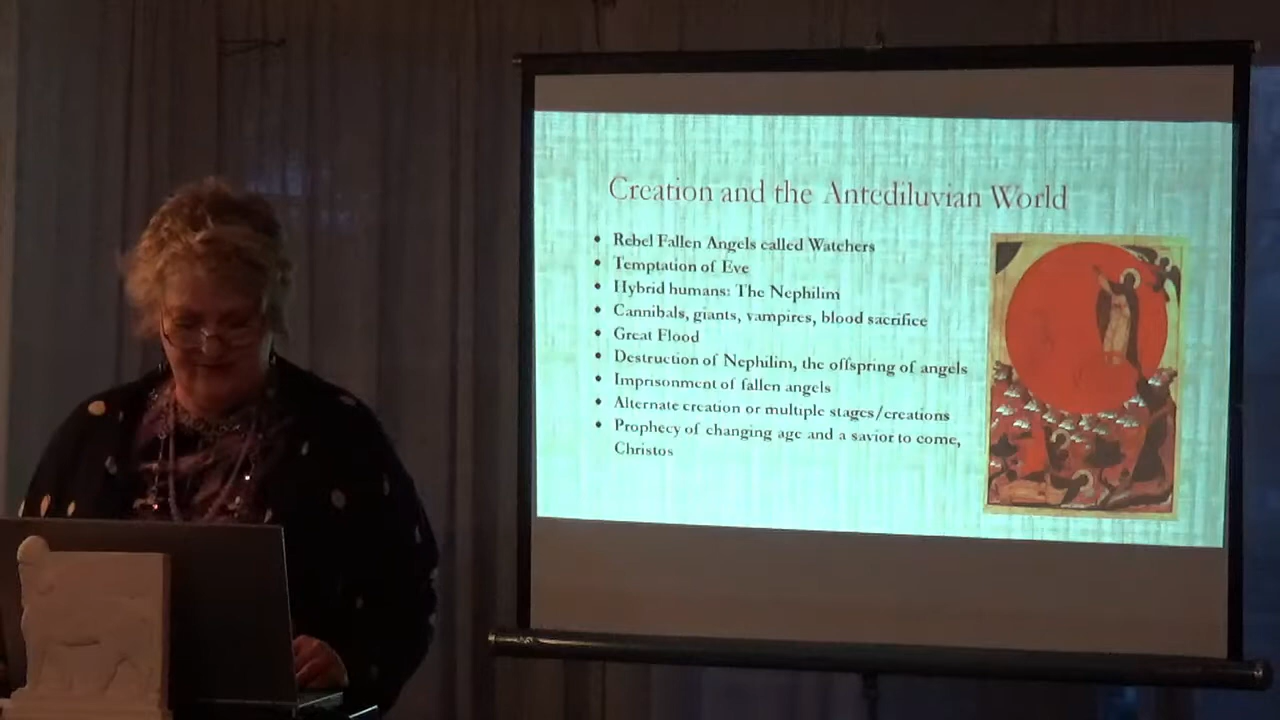 Creation and the Antediluvian World
• Rebel Fallen Angels called Watchers
• Temptation of Eve
• Hybrid humans: The Nephilim
• Cannibals, giants, vampires, blood sacrifice
• Great Flood
• Destruction of Nephilim, the offspring of angels
• Imprisonment of fallen angels
• Alternate creation or multiple stages/creations
• Prophecy of changing age and a savior to come,
Christos